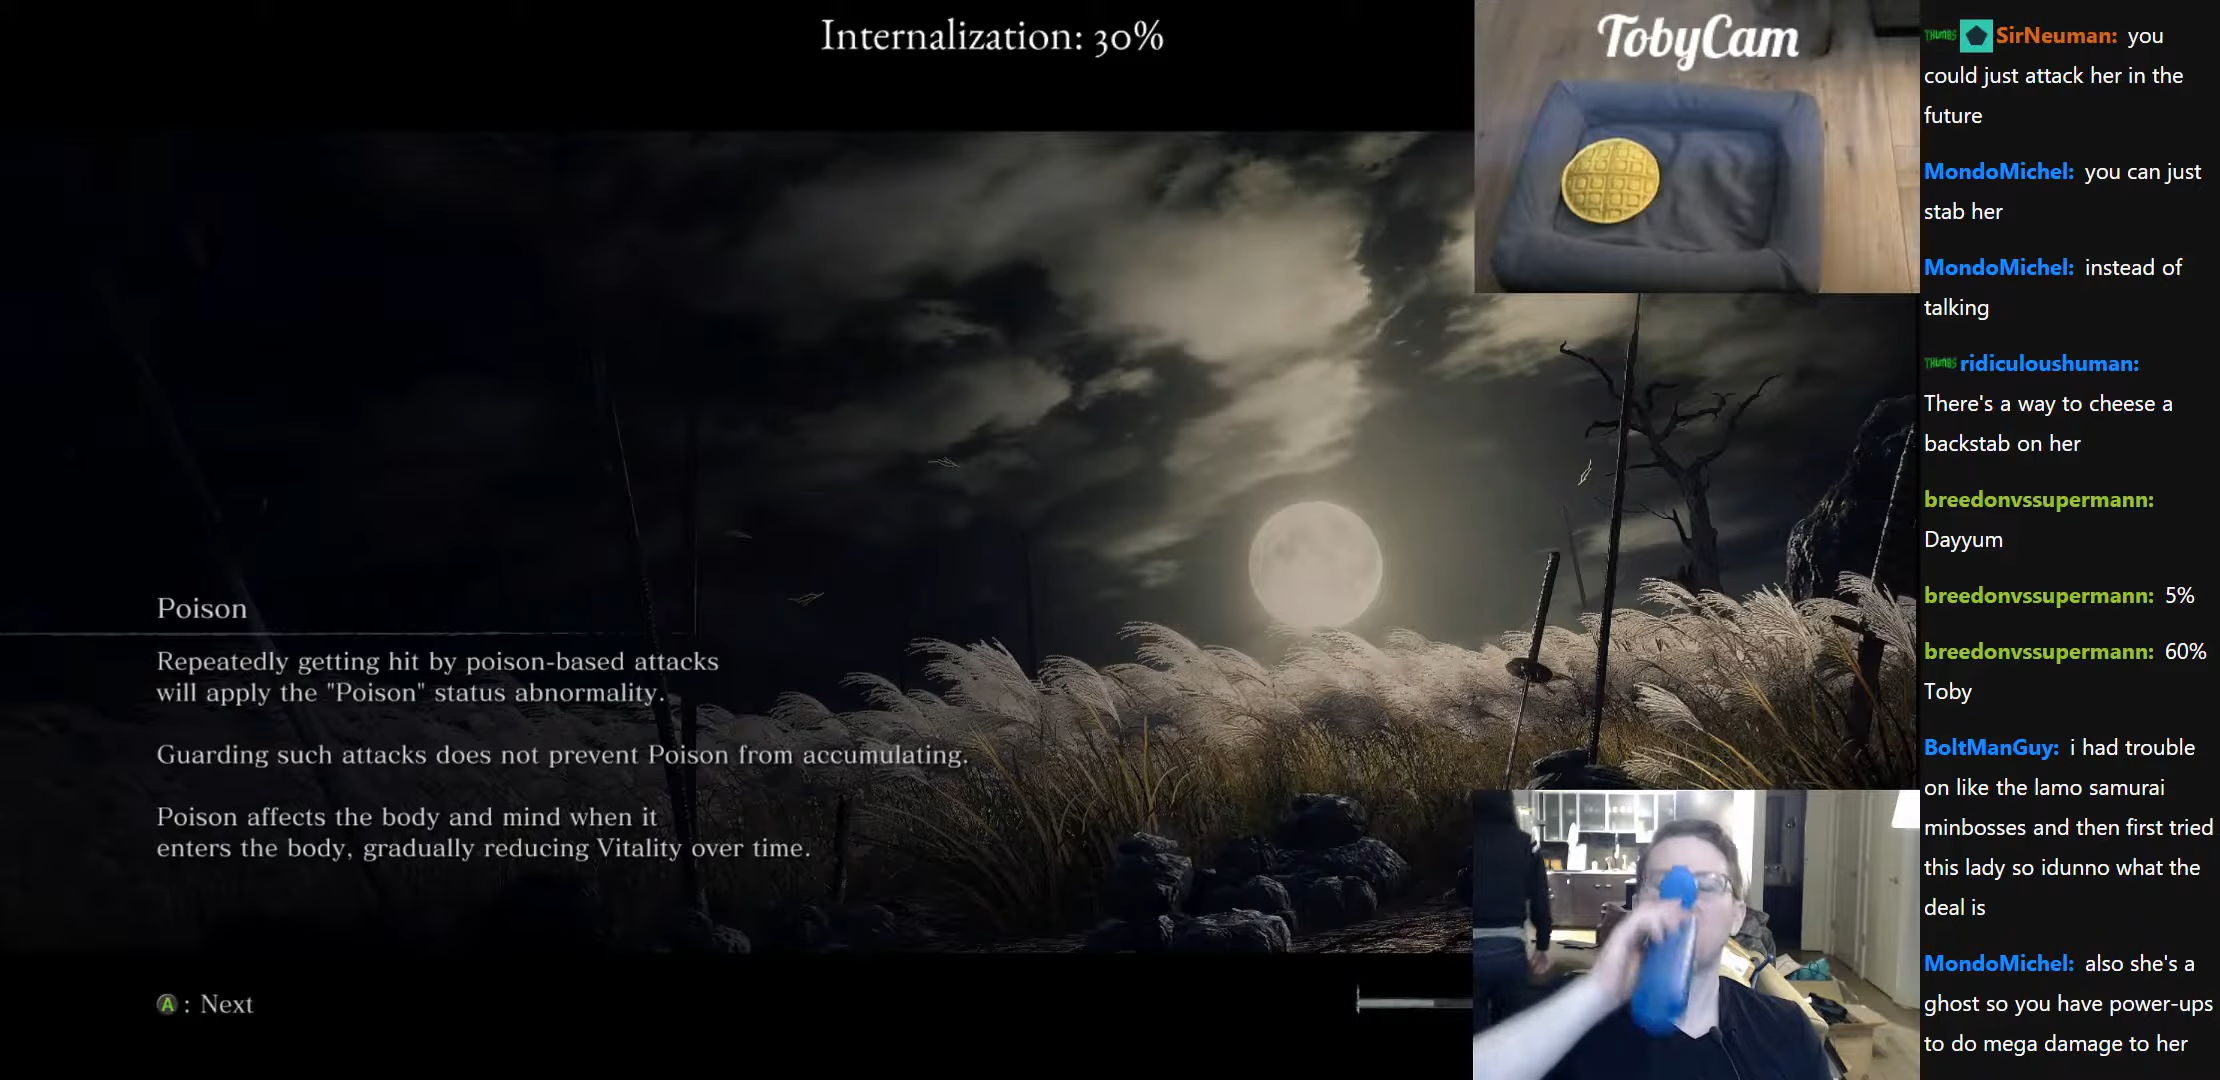 Internalization: 30%
TobyCam
Poison
Repeatedly getting hit by poison-based attacks
will apply the "Poison" status abnormality.
Guarding such attacks does not prevent Poison from accumulating.
Poison affects the body and mind when it
enters the body, gradually reducing Vitality over time.
A : Next
THUMBS SirNeuman: you
could just attack her in the
future
MondoMichel: you can just
stab her
MondoMichel: instead of
talking
THUMBS ridiculoushuman:
There's a way to cheese a
backstab on her
breedonvssupermann:
Dayyum
breedonvssupermann: 5%
breedonvssupermann: 60%
Toby
BoltManGuy: i had trouble
on like the lamo samurai
minbosses and then first tried
this lady so idunno what the
deal is
MondoMichel: also she's a
ghost so you have power-ups
to do mega damage to her